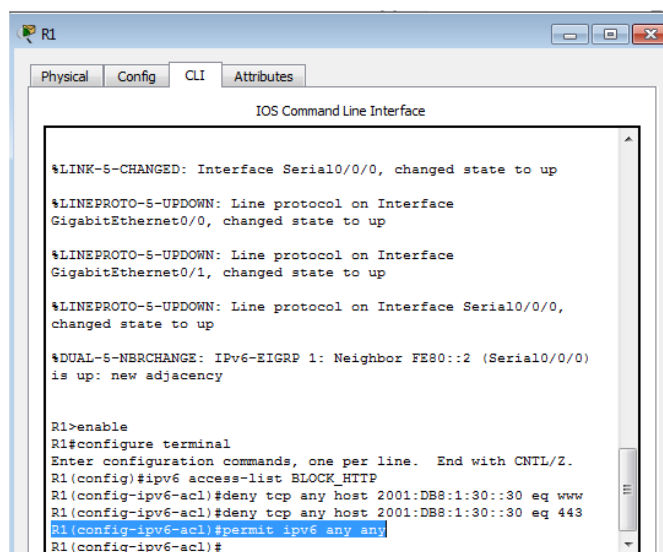 R1
Physical Config CLI Attributes
IOS Command Line Interface
%LINK-5-CHANGED: Interface Serial0/0/0, changed state to up
%LINEPROTO-5-UPDOWN: Line protocol on Interface
GigabitEthernet0/0, changed state to up
%LINEPROTO-5-UPDOWN: Line protocol on Interface
GigabitEthernet0/1, changed state to up
%LINEPROTO-5-UPDOWN: Line protocol on Interface Serial0/0/0,
changed state to up
%DUAL-5-NBRCHANGE: IPv6-EIGRP 1: Neighbor FE80::2 (Serial0/0/0)
is up: new adjacency
R1>enable
R1#configure terminal
Enter configuration commands, one per line.  End with CNTL/Z.
R1(config)#ipv6 access-list BLOCK_HTTP
R1(config-ipv6-acl)#deny tcp any host 2001:DB8:1:30::30 eq www
R1(config-ipv6-acl)#deny tcp any host 2001:DB8:1:30::30 eq 443
R1(config-ipv6-acl)#permit ipv6 any any
R1(config-ipv6-acl)#